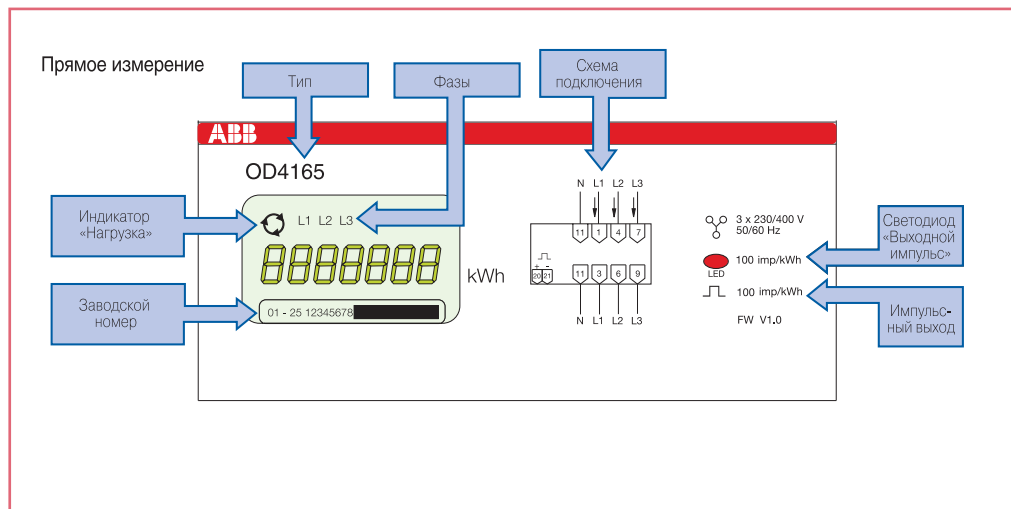 Прямое измерение
Тип
Фазы
Схема
подключения
ABB
OD4165
Индикатор
«Нагрузка»
L1 L2 L3
8888888
kWh
Заводской
номер
01 - 25 12345678
N L1 L2 L3
11 1 4 7
+ -
20 21
11 3 6 9
N L1 L2 L3
3 x 230/400 V
50/60 Hz
100 imp/kWh
LED
100 imp/kWh
FW V1.0
Светодиод
«Выходной
импульс»
Импульс-
ный выход